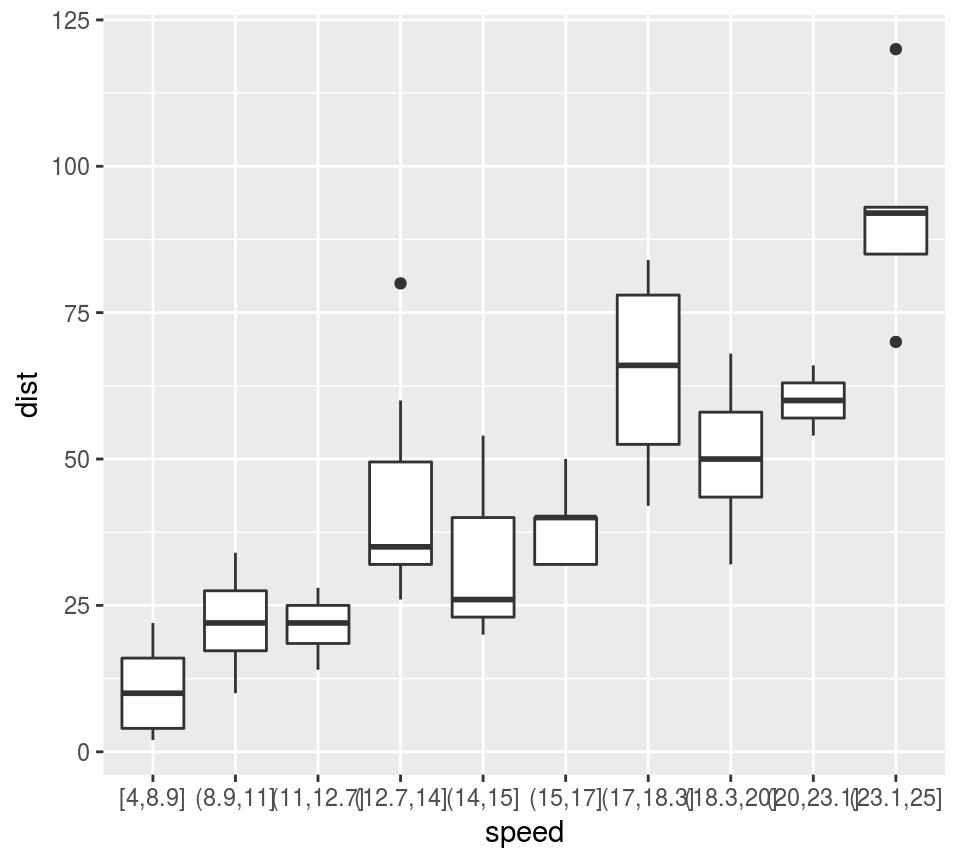 125
100
75
50
25
0
dist
[4,8.9] (8.9,11] (11,12.7] (12.7,14] (14,15] (15,17] (17,18.3] (18.3,20] (20,23.1] (23.1,25]
speed